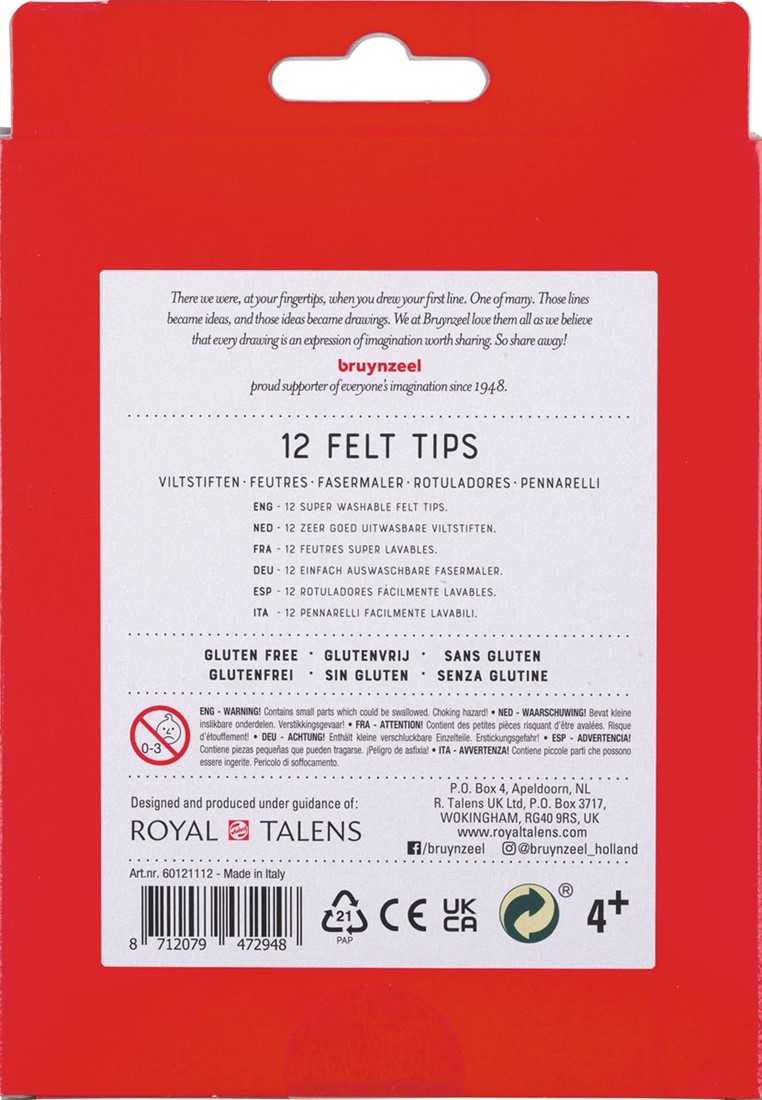 There we were, at your fingertips, when you drew your first line. One of many. Those lines
became ideas, and those ideas became drawings. We at Bruynzeel love them all as we believe
that every drawing is an expression of imagination worth sharing. So share away!
bruynzeel
proud supporter of everyone's imagination since 1948.
12 FELT TIPS
VILTSTIFTEN · FEUTRES · FASERMALER · ROTULADORES · PENNARELLI
ENG - 12 SUPER WASHABLE FELT TIPS.
NED - 12 ZEER GOED UITWASBARE VILTSTIFTEN.
FRA - 12 FEUTRES SUPER LAVABLES.
DEU - 12 EINFACH AUSWASCHBARE FASERMALER.
ESP - 12 ROTULADORES FÁCILMENTE LAVABLES.
ITA - 12 PENNARELLI FACILMENTE LAVABILI.
GLUTEN FREE · GLUTENVRIJ · SANS GLUTEN
GLUTENFREI · SIN GLUTEN · SENZA GLUTINE
0-3
ENG - WARNING! Contains small parts which could be swallowed. Choking hazard! • NED - WAARSCHUWING! Bevat kleine
inslikbare onderdelen. Verstikkingsgevaar! • FRA - ATTENTION! Contient des petites pièces risquant d'être avalées. Risque
d'étouffement! • DEU - ACHTUNG! Enthält kleine verschluckbare Einzelteile. Erstickungsgefahr! • ESP - ADVERTENCIA!
Contiene piezas pequeñas que pueden tragarse. ¡Peligro de asfixia! • ITA - AVVERTENZA! Contiene piccole parti che possono
essere ingerite. Pericolo di soffocamento.
Designed and produced under guidance of:
ROYAL TALENS
P.O. Box 4, Apeldoorn, NL
R. Talens UK Ltd, P.O. Box 3717,
WOKINGHAM, RG40 9RS, UK
www.royaltalens.com
/bruynzeel @bruynzeel_holland
Art.nr. 60121112 - Made in Italy
8 712079 472948
21
PAP
CE
UK
CA
®
4+